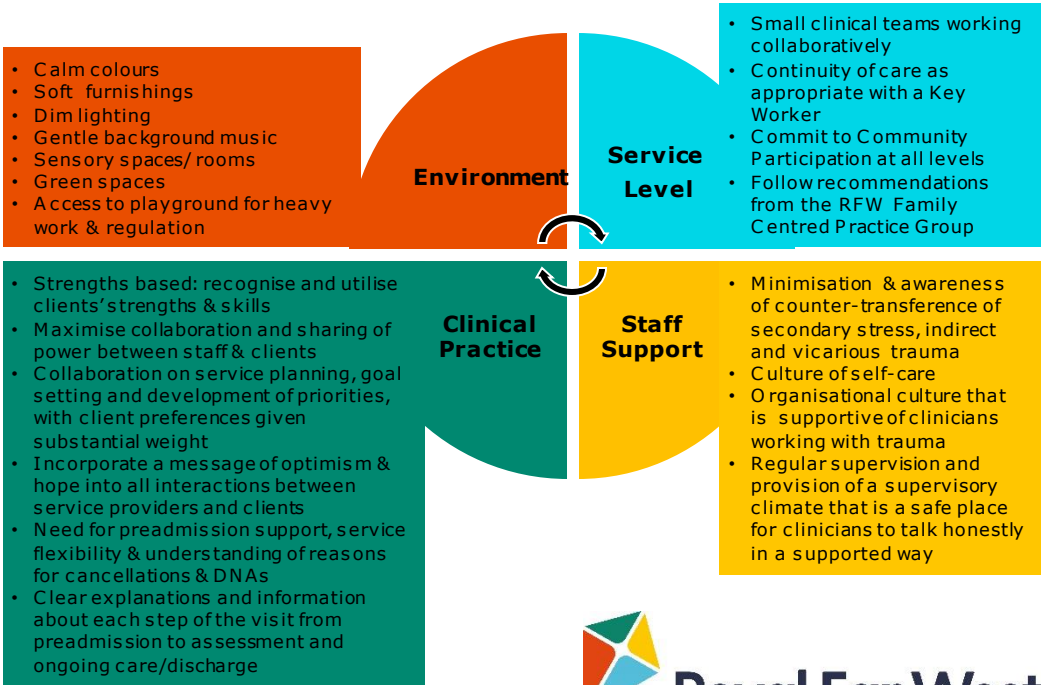 • Calm colours
• Soft furnishings
• Dim lighting
• Gentle background music
• Sensory spaces/ rooms
• Green spaces
• Access to playground for heavy
work & regulation
Environment
Service
Level
• Small clinical teams working
collaboratively
• Continuity of care as
appropriate with a Key
Worker
• Commit to Community
Participation at all levels
• Follow recommendations
from the RFW Family
Centred Practice Group
• Strengths based: recognise and utilise
clients’ strengths & skills
• Maximise collaboration and sharing of
power between staff & clients
• Collaboration on service planning, goal
setting and development of priorities,
with client preferences given
substantial weight
• Incorporate a message of optimism &
hope into all interactions between
service providers and clients
• Need for preadmission support, service
flexibility & understanding of reasons
for cancellations & DNAs
• Clear explanations and information
about each step of the visit from
preadmission to assessment and
ongoing care/discharge
Clinical
Practice
Staff
Support
• Minimisation & awareness
of counter-transference of
secondary stress, indirect
and vicarious trauma
• Culture of self-care
• Organisational culture that
is supportive of clinicians
working with trauma
• Regular supervision and
provision of a supervisory
climate that is a safe place
for clinicians to talk honestly
in a supported way
Royal Far West